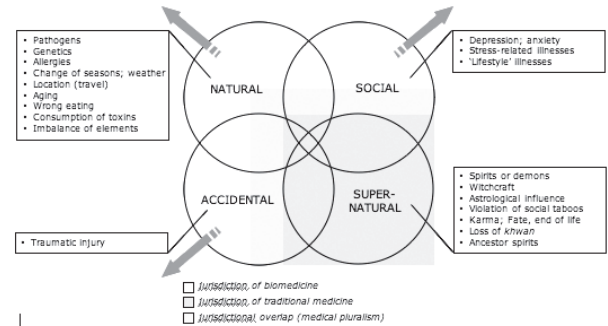 • Pathogens
• Genetics
• Allergies
• Change of seasons; weather
• Location (travel)
• Aging
• Wrong eating
• Consumption of toxins
• Imbalance of elements
• Depression; anxiety
• Stress-related illnesses
• ‘Lifestyle’ illnesses
NATURAL
SOCIAL
ACCIDENTAL
SUPER-
NATURAL
• Traumatic injury
• Spirits or demons
• Witchcraft
• Astrological influence
• Violation of social taboos
• Karma; Fate, end of life
• Loss of khwan
• Ancestor spirits
Jurisdiction of biomedicine
Jurisdiction of traditional medicine
Jurisdictional overlap (medical pluralism)